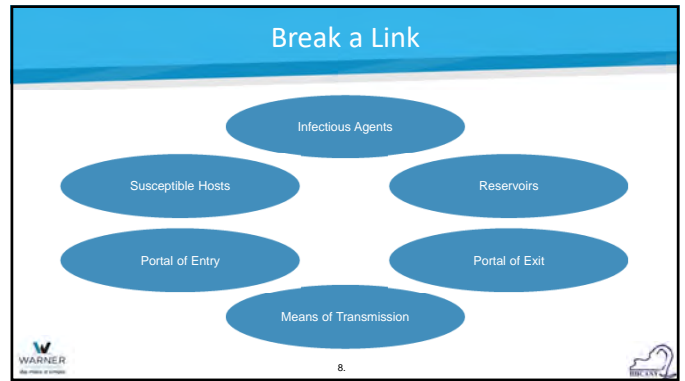 Break a Link
Infectious Agents
Susceptible Hosts
Reservoirs
Portal of Entry
Portal of Exit
Means of Transmission
WARNER
8.